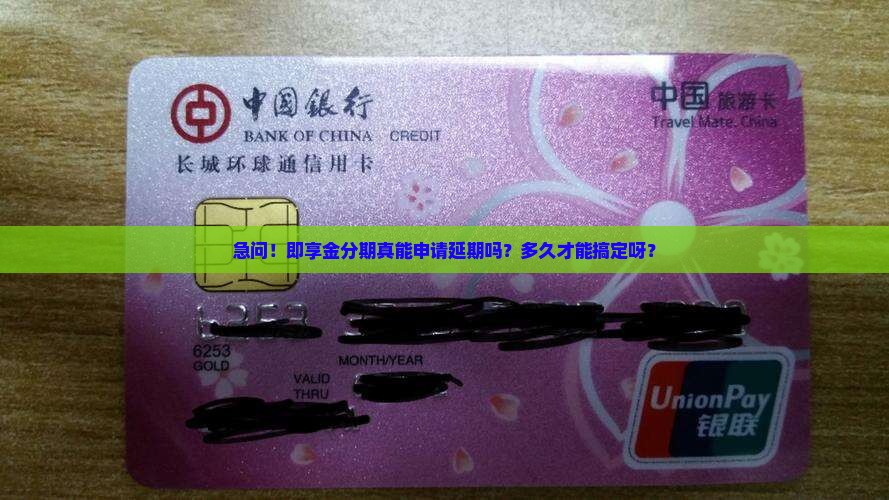 中国银行
BANK OF CHINA CREDIT
长城环球通信用卡
中国 旅游卡
Travel Mate. China
急问！即享金分期真能申请延期吗？多久才能搞定呀？
6253
6253
GOLD
MONTH/YEAR
VALID
THRU
UnionPay
银联